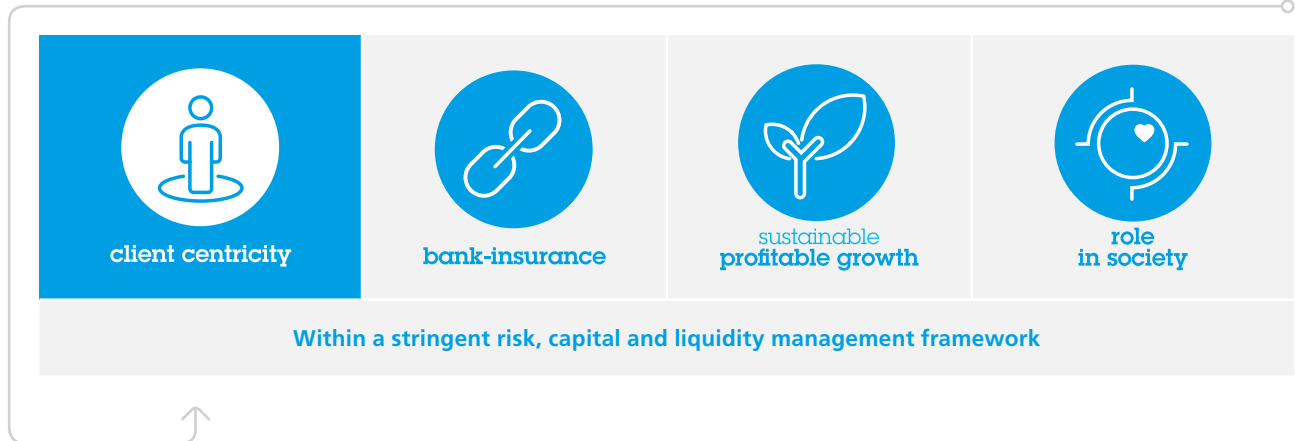 client centricity
bank-insurance
sustainable
profitable growth
role
in society
Within a stringent risk, capital and liquidity management framework